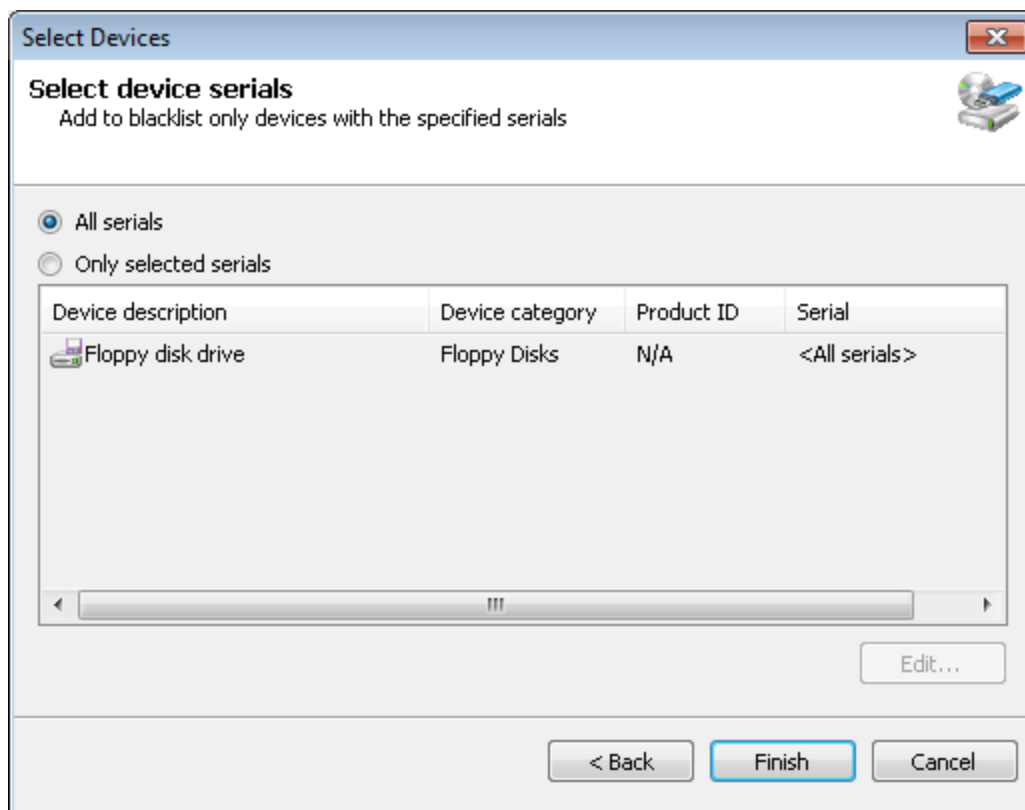 Select Devices
Select device serials
Add to blacklist only devices with the specified serials
All serials
Only selected serials
Device description Device category Product ID Serial
Floppy disk drive Floppy Disks N/A <All serials>
Edit...
< Back Finish Cancel